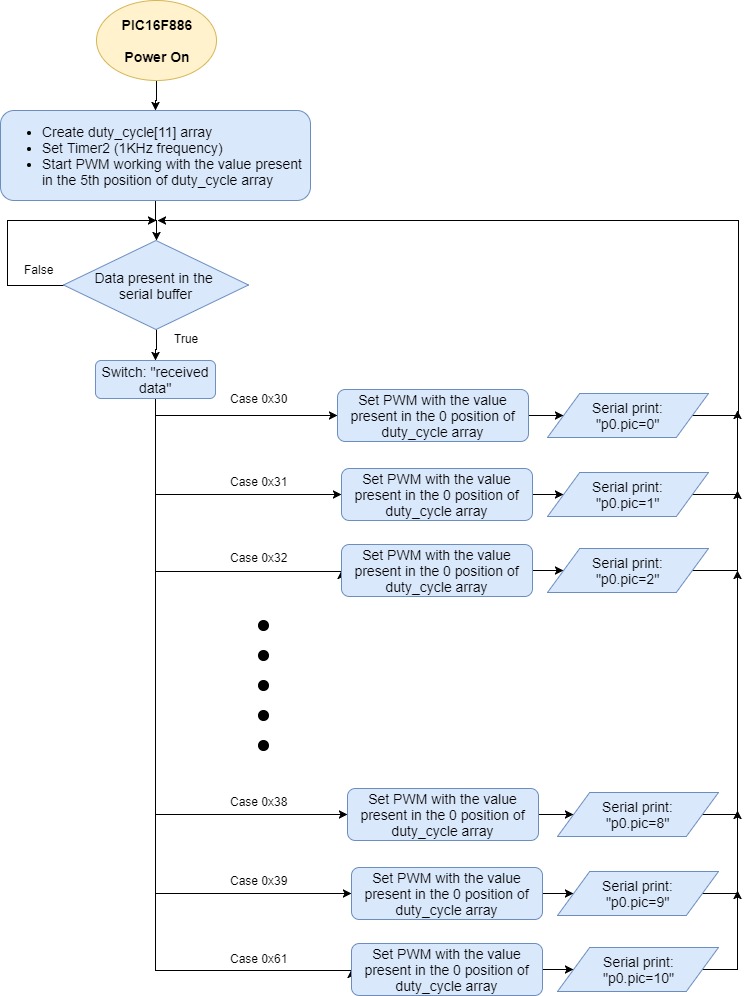 PIC16F886
Power On
Create duty_cycle[11] array
Set Timer2 (1KHz frequency)
Start PWM working with the value present
in the 5th position of duty_cycle array
False
Data present in the
serial buffer
True
Switch: "received
data"
Case 0x30
Set PWM with the value
present in the 0 position of
duty_cycle array
Serial print:
"p0.pic=0"
Case 0x31
Set PWM with the value
present in the 0 position of
duty_cycle array
Serial print:
"p0.pic=1"
Case 0x32
Set PWM with the value
present in the 0 position of
duty_cycle array
Serial print:
"p0.pic=2"
Case 0x38
Set PWM with the value
present in the 0 position of
duty_cycle array
Serial print:
"p0.pic=8"
Case 0x39
Set PWM with the value
present in the 0 position of
duty_cycle array
Serial print:
"p0.pic=9"
Case 0x61
Set PWM with the value
present in the 0 position of
duty_cycle array
Serial print:
"p0.pic=10"